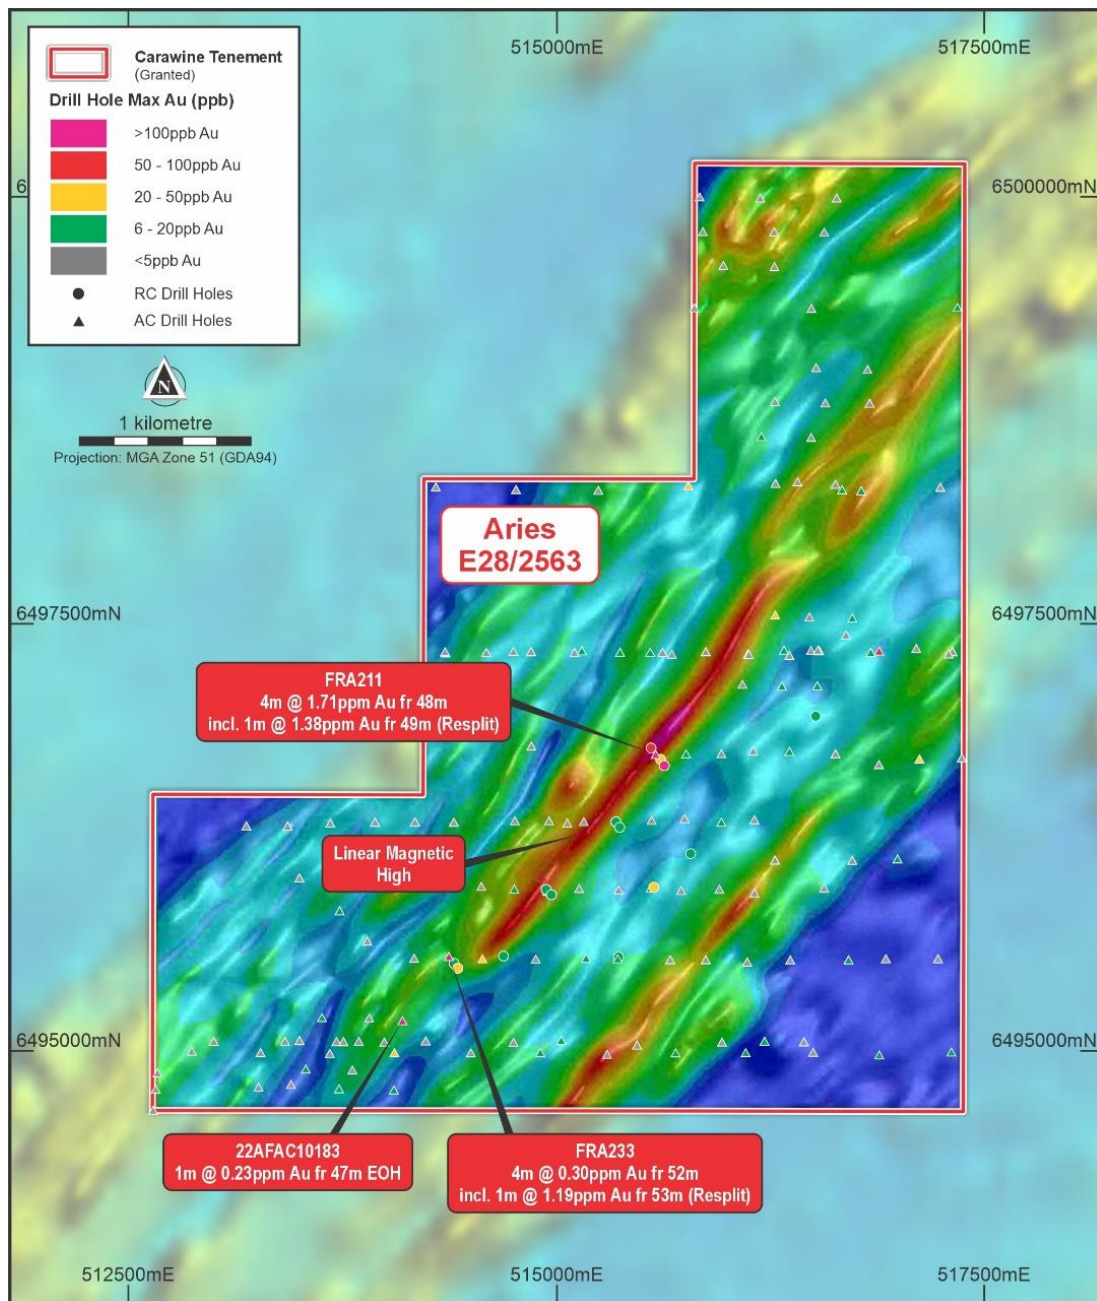 515000mE
517500mE
Carawine Tenement
(Granted)
Drill Hole Max Au (ppb)
>100ppb Au
50 - 100ppb Au
20 - 50ppb Au
6 - 20ppb Au
<5ppb Au
RC Drill Holes
AC Drill Holes
6
6500000mN
N
1 kilometre
Projection: MGA Zone 51 (GDA94)
Aries
E28/2563
6497500mN
6497500mN
FRA211
4m @ 1.71ppm Au fr 48m
incl. 1m @ 1.38ppm Au fr 49m (Resplit)
Linear Magnetic
High
6495000mN
6495000mN
22AFAC10183
1m @ 0.23ppm Au fr 47m EOH
FRA233
4m @ 0.30ppm Au fr 52m
incl. 1m @ 1.19ppm Au fr 53m (Resplit)
512500mE
515000mE
517500mE